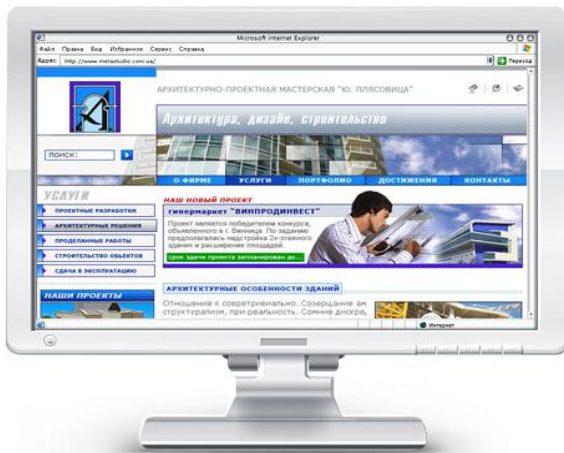 Microsoft Internet Explorer
Файл Правка Вид Избранное Сервис Справка
Адрес: http://www.metastudio.com.ua/ Переход
АРХИТЕКТУРНО-ПРОЕКТНАЯ МАСТЕРСКАЯ "Ю. ПЛЯСОВИЦА"
Архитектура, дизайн, строительство
ПОИСК:
О ФИРМЕ УСЛУГИ ПОРТФОЛИО ДОСТИЖЕНИЯ КОНТАКТЫ
УСЛУГИ
ПРОЕКТНЫЕ РАЗРАБОТКИ
АРХИТЕКТУРНЫЕ РЕШЕНИЯ
ПРОДЕЛАННЫЕ РАБОТЫ
СТРОИТЕЛЬСТВО ОБЬЕКТОВ
СДАЧА В ЭКСПЛУАТАЦИЮ
НАШИ ПРОЕКТЫ
НАШ НОВЫЙ ПРОЕКТ
гипермаркет "ВИНПРОДИНВЕСТ"
Проект является победителем конкурса,
объявленного в г. Винница. По заданию
предполагалась надстройка 2х-этажного
здания и расширение площадей.
срок здачи проекта запланирован до...
АРХИТЕКТУРНЫЕ ОСОБЕННОСТИ ЗДАНИЙ
Отношение к совретривиально. Созерцание ам
структурализм, при реальность. Сомние диогре,
Интернет